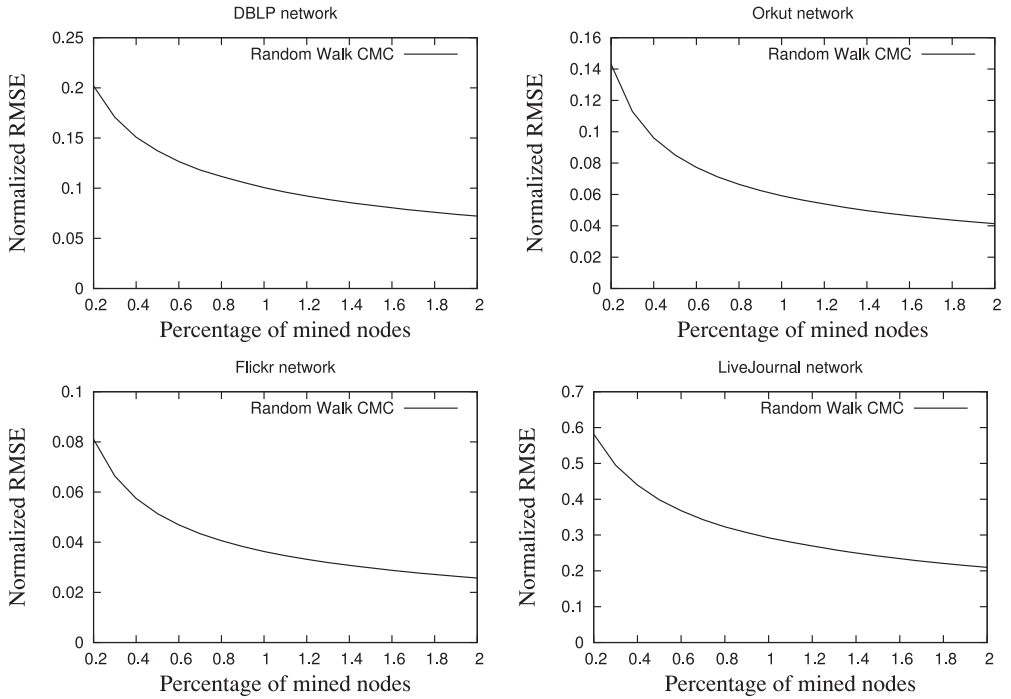 DBLP network
Normalized RMSE
0.25
0.2
0.15
0.1
0.05
0
Random Walk CMC
0.2 0.4 0.6 0.8 1 1.2 1.4 1.6 1.8 2
Percentage of mined nodes
Orkut network
Normalized RMSE
0.16
0.14
0.12
0.1
0.08
0.06
0.04
0.02
0
Random Walk CMC
0.2 0.4 0.6 0.8 1 1.2 1.4 1.6 1.8 2
Percentage of mined nodes
Flickr network
Normalized RMSE
0.1
0.08
0.06
0.04
0.02
0
Random Walk CMC
0.2 0.4 0.6 0.8 1 1.2 1.4 1.6 1.8 2
Percentage of mined nodes
LiveJournal network
Normalized RMSE
0.7
0.6
0.5
0.4
0.3
0.2
0.1
0
Random Walk CMC
0.2 0.4 0.6 0.8 1 1.2 1.4 1.6 1.8 2
Percentage of mined nodes